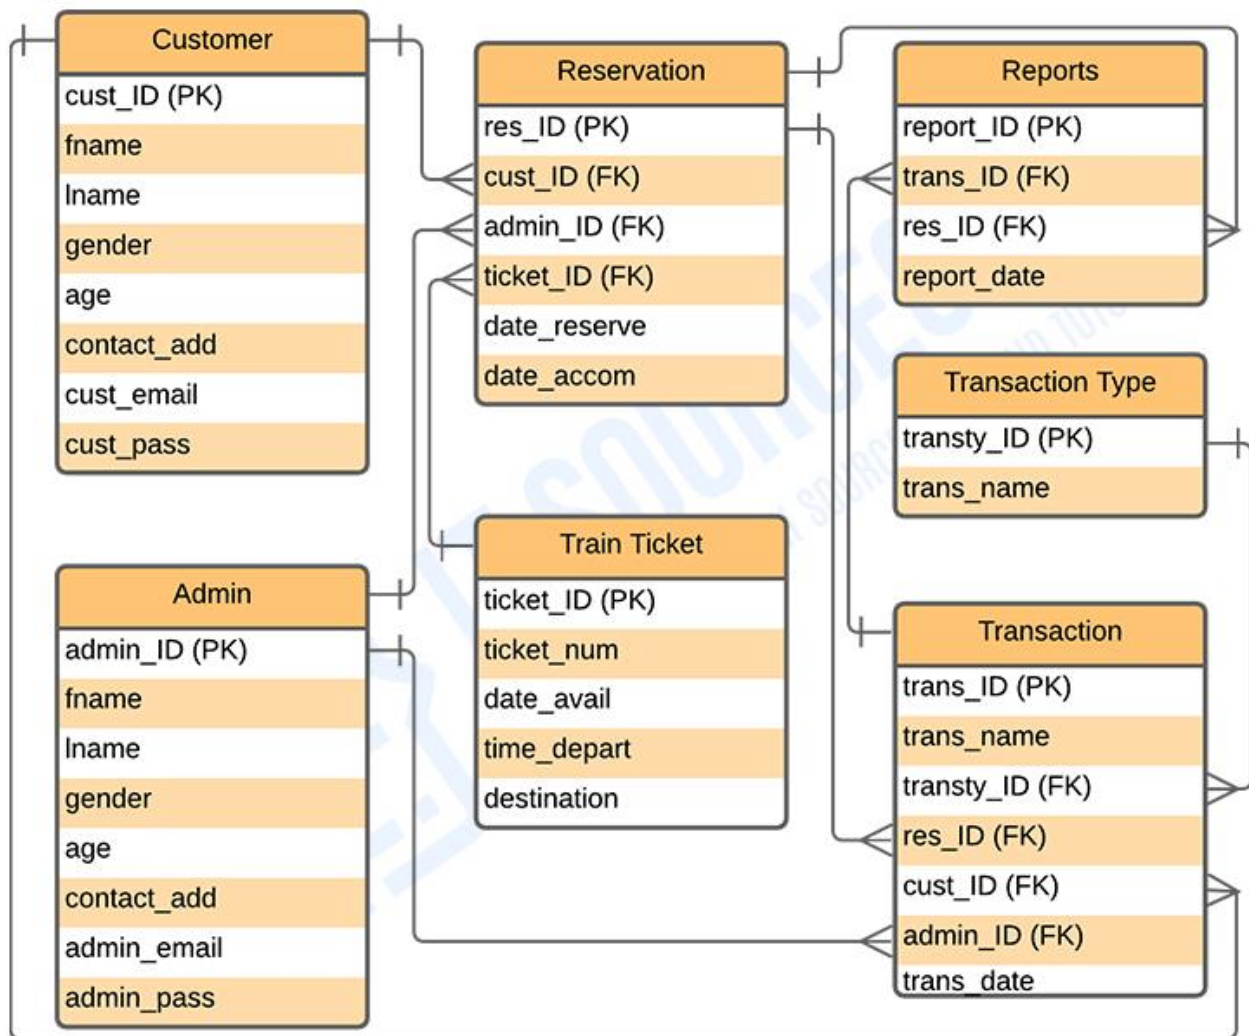 Customer
cust_ID (PK)
fname
lname
gender
age
contact_add
cust_email
cust_pass
Reservation
res_ID (PK)
cust_ID (FK)
admin_ID (FK)
ticket_ID (FK)
date_reserve
date_accom
Reports
report_ID (PK)
trans_ID (FK)
res_ID (FK)
report_date
Transaction Type
transty_ID (PK)
trans_name
Admin
admin_ID (PK)
fname
lname
gender
age
contact_add
admin_email
admin_pass
Train Ticket
ticket_ID (PK)
ticket_num
date_avail
time_depart
destination
Transaction
trans_ID (PK)
trans_name
transty_ID (FK)
res_ID (FK)
cust_ID (FK)
admin_ID (FK)
trans_date